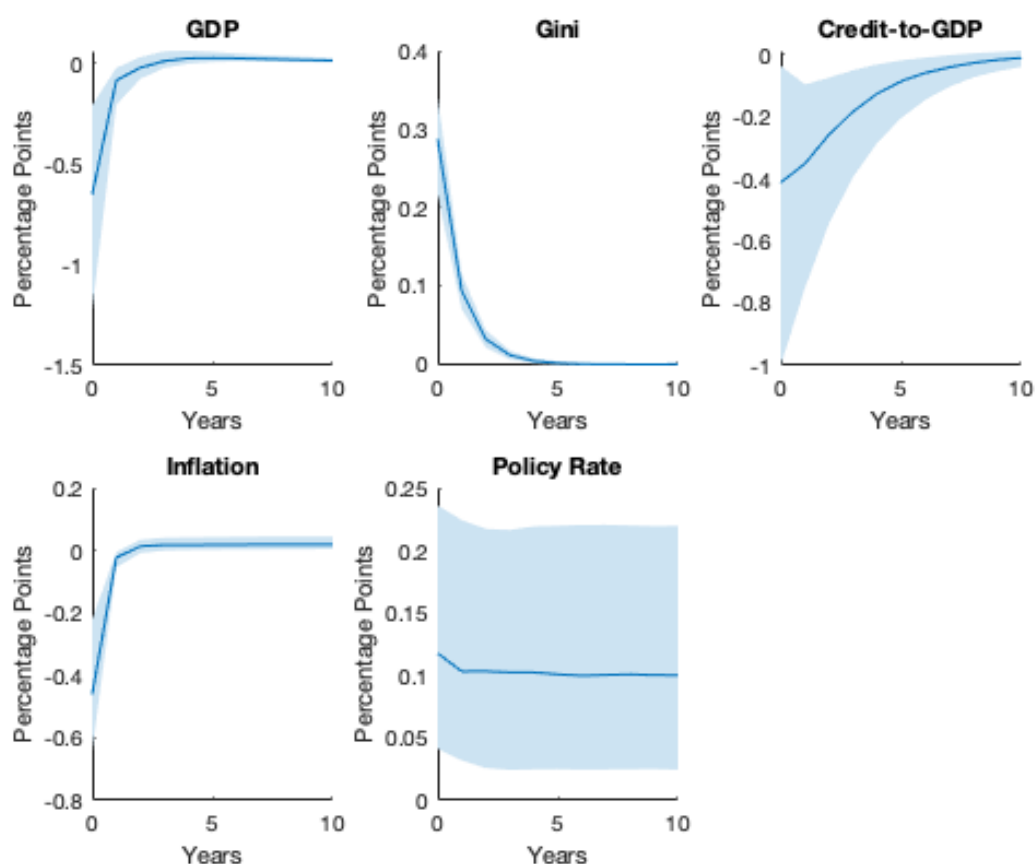 GDP
0
-0.5
-1
-1.5
0 5 10
Years
Percentage Points
Gini
0.4
0.3
0.2
0.1
0
0 5 10
Years
Percentage Points
Credit-to-GDP
0
-0.2
-0.4
-0.6
-0.8
-1
0 5 10
Years
Percentage Points
Inflation
0.2
0
-0.2
-0.4
-0.6
-0.8
0 5 10
Years
Percentage Points
Policy Rate
0.25
0.2
0.15
0.1
0.05
0
0 5 10
Years
Percentage Points